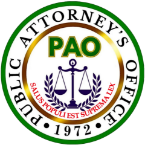 PUBLIC ATTORNEY'S OFFICE
PAO
SALUS POPULI EST SUPREMA LEX
• 1972 •